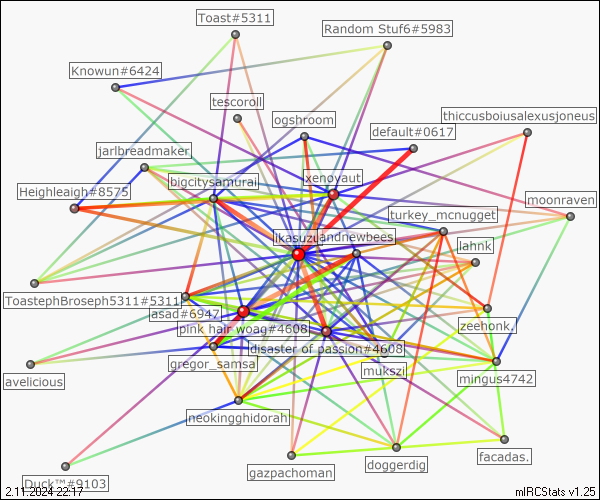 Toast#5311
Random Stuf6#5983
Knowun#6424
tescoroll
ogshroom
thiccusboiusalexusjoneus
default#0617
jarlbreadmaker
xenoyaut
bigcitysamurai
Heighleigh#8575
moonraven
turkey_mcnugget
andnewbees
lahnk
ToastephBroseph5311#5311
asad#6947
zeehonk.
pink hair woag#4608
disaster of passion#4608
gregor_samsa
mukszi
mingus4742
avelicious
neokingghidorah
facadas.
doggerdig
gazpachoman
Duck™#9103
2.11.2024 22:17
mIRCStats v1.25